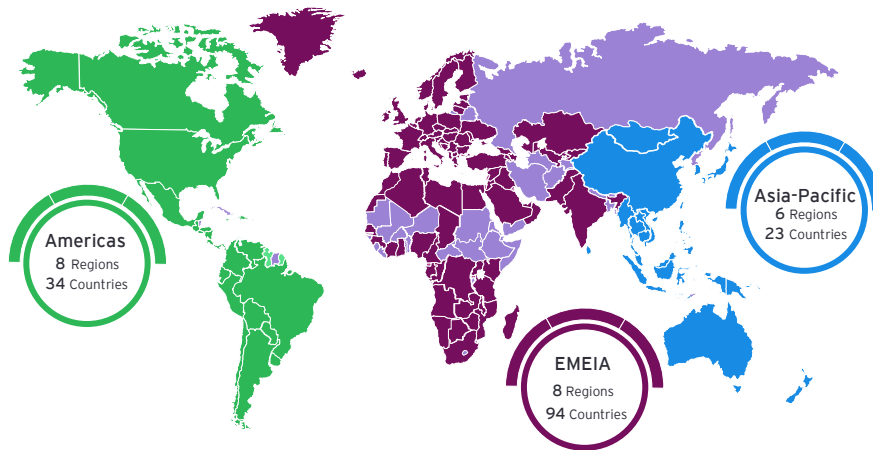 Americas
8 Regions
34 Countries
Asia-Pacific
6 Regions
23 Countries
EMEIA
8 Regions
94 Countries